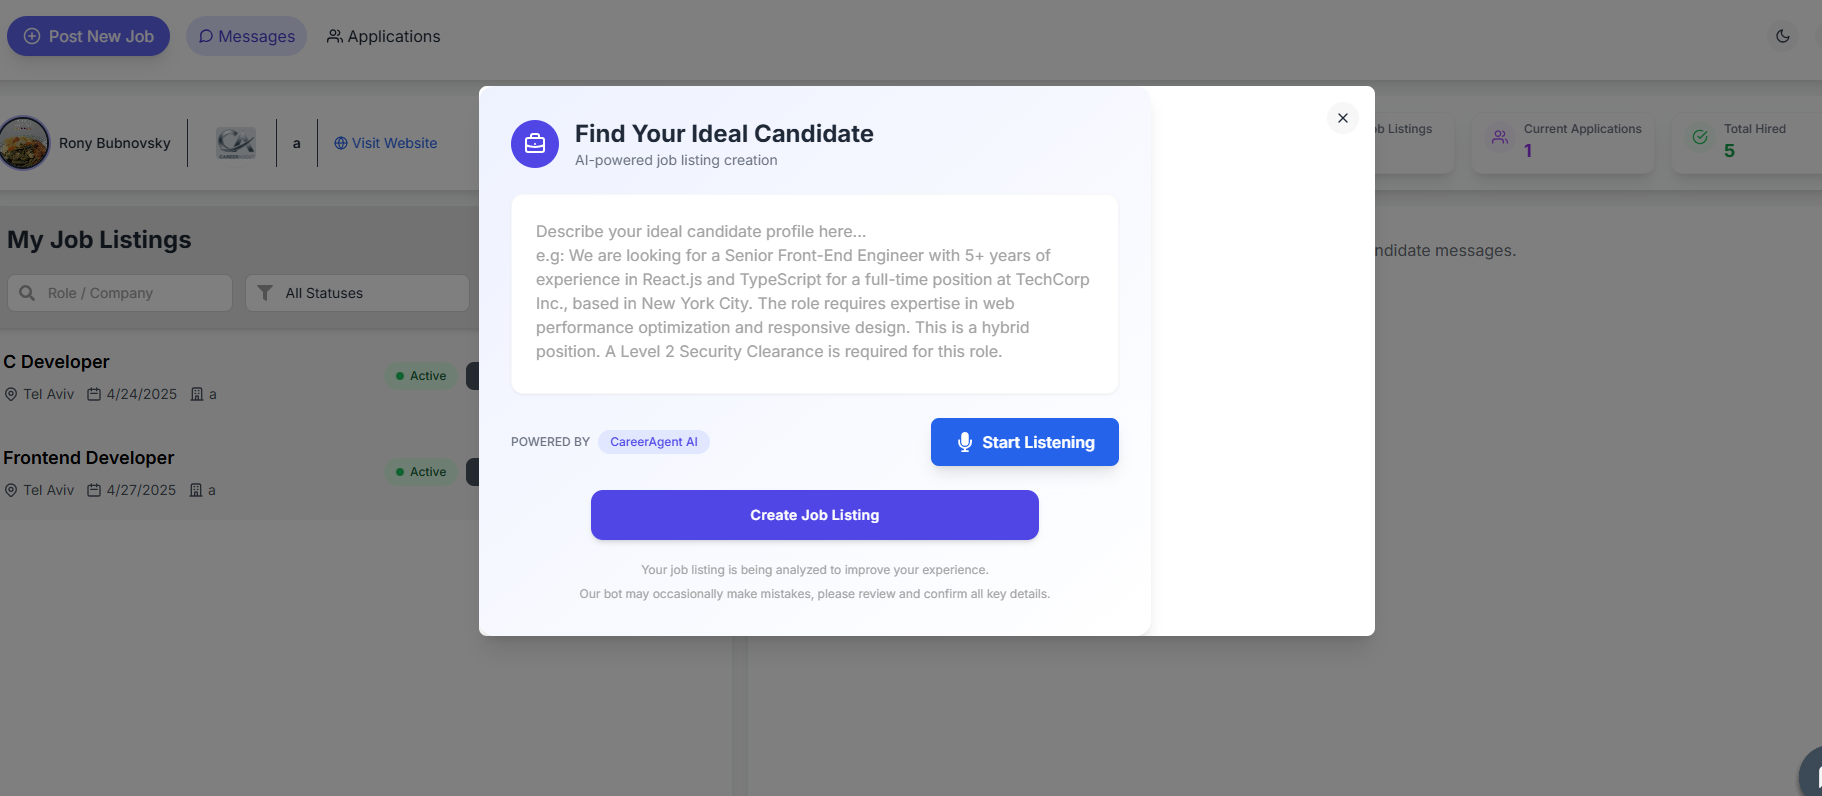 Post New Job
Messages
Applications
Rony Bubnovsky
CAREER
a
Visit Website
Listings
Current Applications
1
Total Hired
5
My Job Listings
Role / Company
All Statuses
C Developer
Active
Tel Aviv 4/24/2025 a
Frontend Developer
Active
Tel Aviv 4/27/2025 a
messages.
Find Your Ideal Candidate
AI-powered job listing creation
Describe your ideal candidate profile here...
e.g: We are looking for a Senior Front-End Engineer with 5+ years of
experience in React.js and TypeScript for a full-time position at TechCorp
Inc., based in New York City. The role requires expertise in web
performance optimization and responsive design. This is a hybrid
position. A Level 2 Security Clearance is required for this role.
POWERED BY CareerAgent AI
Start Listening
Create Job Listing
Your job listing is being analyzed to improve your experience.
Our bot may occasionally make mistakes, please review and confirm all key details.